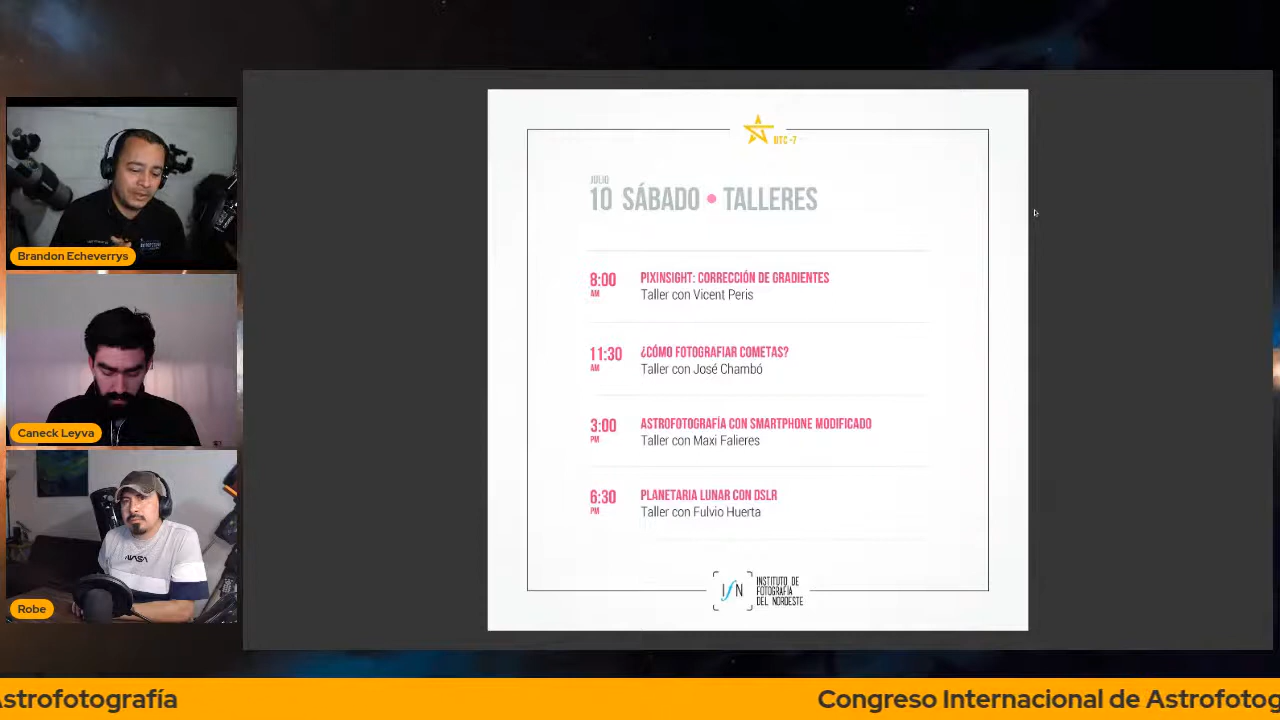 Brandon Echeverrys
Caneck Leyva
NASA
Robe
UTC -7
JULIO
10 SÁBADO • TALLERES
8:00 AM
PIXINSIGHT: CORRECCIÓN DE GRADIENTES
Taller con Vicent Peris
11:30 AM
¿CÓMO FOTOGRAFIAR COMETAS?
Taller con José Chambó
3:00 PM
ASTROFOTOGRAFÍA CON SMARTPHONE MODIFICADO
Taller con Maxi Falieres
6:30 PM
PLANETARIA LUNAR CON DSLR
Taller con Fulvio Huerta
IfN
INSTITUTO DE
FOTOGRAFÍA
DEL NOROESTE
Astrofotografía
Congreso Internacional de Astrofotog